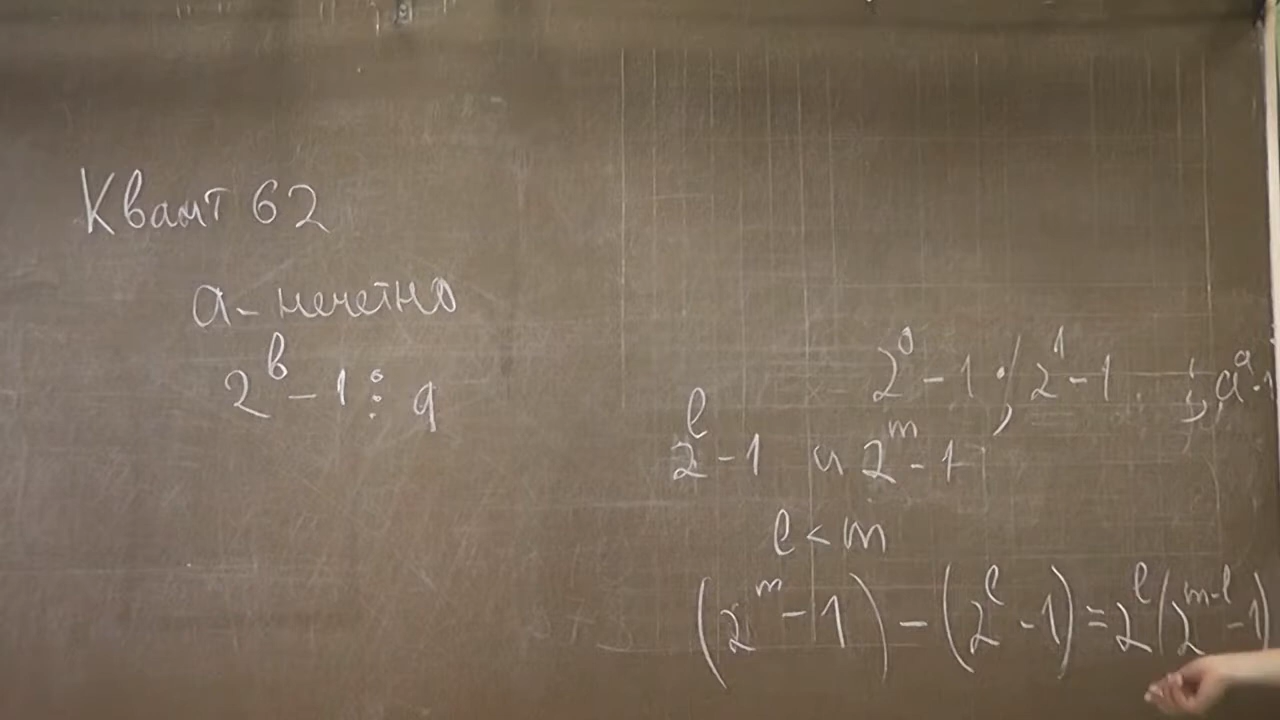 Квант 62
а - нечетно
2^b - 1 ⋮ a
2^0 - 1 ; 2^1 - 1 ; a^a - 1
2^l - 1 и 2^m - 1
l < m
(2^m - 1) - (2^l - 1) = 2^l (2^{m-l} - 1)